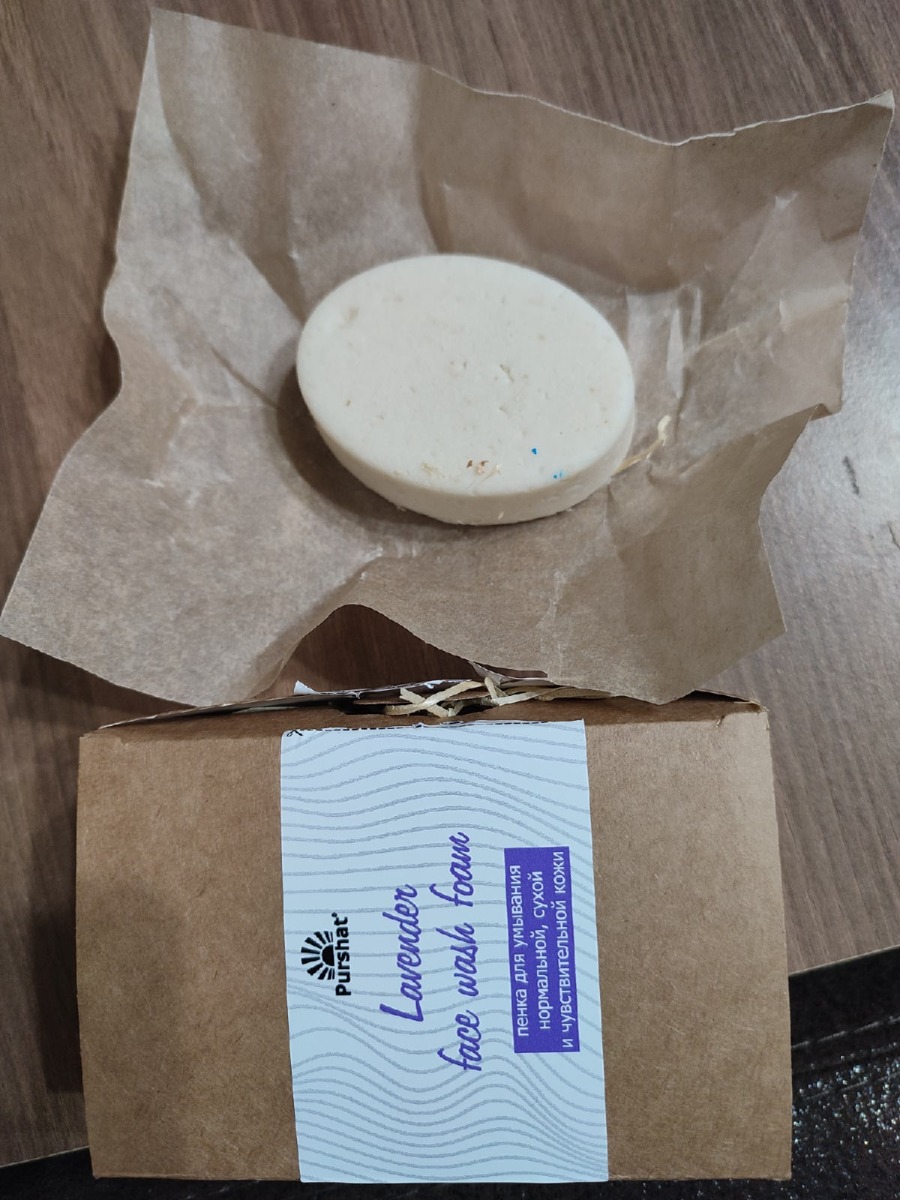 Purshat®
Lavender
face wash foam
пенка для умывания
нормальной, сухой
и чувствительной кожи